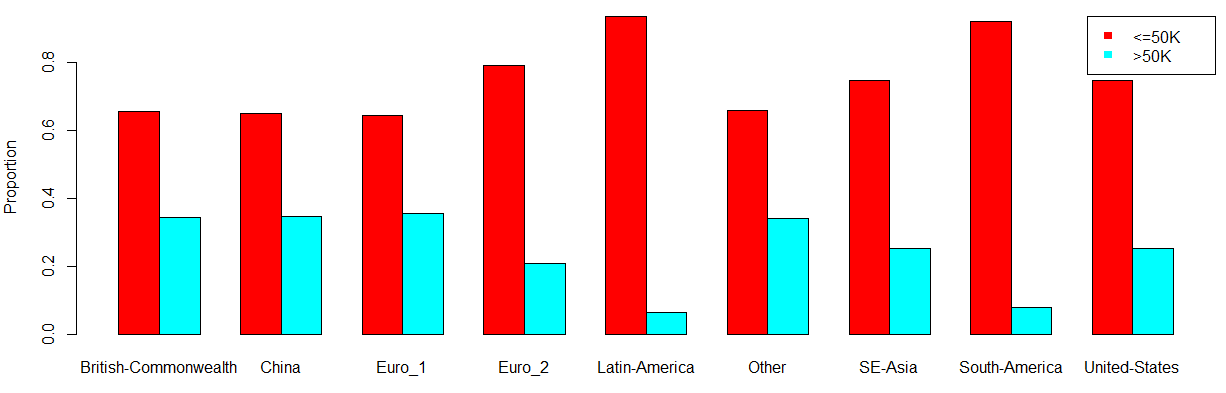 Proportion
0.8
0.6
0.4
0.2
0.0
<=50K
>50K
British-Commonwealth China Euro_1 Euro_2 Latin-America Other SE-Asia South-America United-States